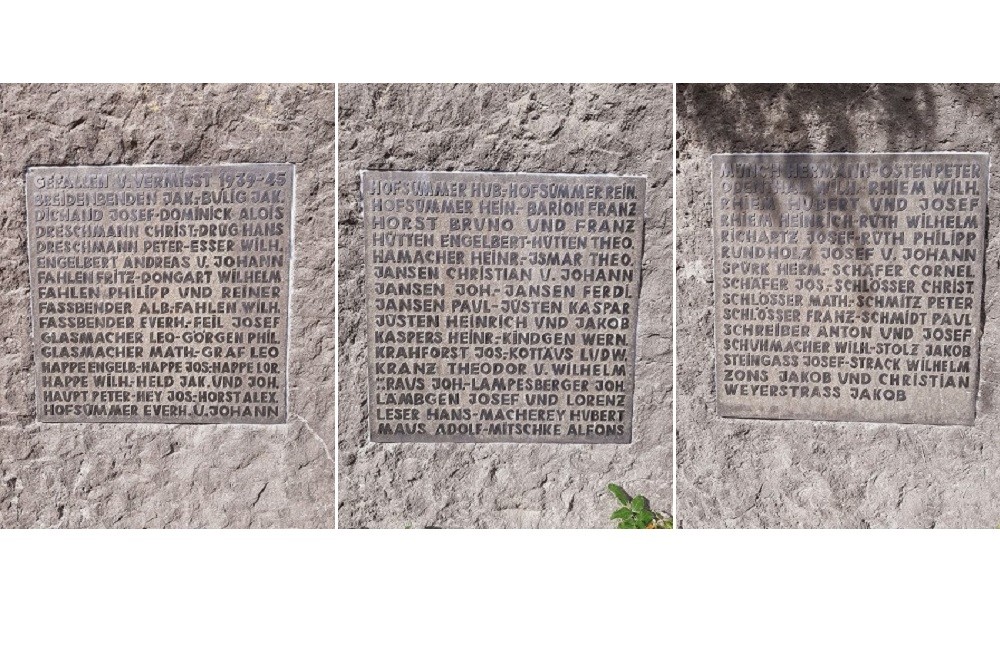 GEFALLEN U. VERMISST 1939-45
BREIDENBENDEN JAK.-BULIG JAK.
DICHAND JOSEF-DOMINICK ALOIS
DRESCHMANN CHRIST-DRUG HANS
DRESCHMANN PETER-ESSER WILH.
ENGELBERT ANDREAS U. JOHANN
FAHLEN FRITZ-DONGART WILHELM
FAHLEN PHILIPP UND REINER
FASSBENDER ALB.-FAHLEN WILH.
FASSBENDER EVERH.-FEIL JOSEF
GLASMACHER LEO-GÖRGEN PHIL.
GLASMACHER MATH-GRAF LEO
HAPPE ENGELB-HAPPE JOS-HAPPE LOR.
HAPPE WILH.-HELD JAK.UND JOH.
HAUPT PETER-HEY JOS-HORST ALEX.
HOFSÜMMER EVERH. U. JOHANN
HOFSÜMMER HUB-HOFSÜMMER REIN.
HOFSÜMMER HEIN.- BARION FRANZ
HORST BRUNO UND FRANZ
HÜTTEN ENGELBERT-HÜTTEN THEO.
HAMACHER HEINR.-JSMAR THEO.
JANSEN CHRISTIAN U. JOHANN
JANSEN JOH.- JANSEN FERDI.
JANSEN PAUL-JÜSTEN KASPAR
JÜSTEN HEINRICH UND JAKOB
KASPERS HEINR.-KINDGEN WERN.
KRAHFORST JOS.-KOTTAUS LUDW.
KRANZ THEODOR U. WILHELM
KRAUS JOH-LAMPESBERGER JOH.
LÄMBGEN JOSEF UND LORENZ
LESER HANS-MACHEREY HUBERT
MAUS ADOLF-MITSCHKE ALFONS
MÜNCH HERMANN-OSTEN PETER
WILH.- RHIEM WILH.
RHIEM HUBERT UND JOSEF
RHIEM HEINRICH-RÜTH WILHELM
RICHARTZ JOSEF-RÜTH PHILIPP
RUNDHOLZ JOSEF U. JOHANN
SPÜRK HERM.-SCHÄFER CORNEL
SCHÄFER JOS.-SCHLÖSSER CHRIST.
SCHLÖSSER MATH.-SCHMITZ PETER
SCHLÖSSER FRANZ-SCHMIDT PAUL
SCHREIBER ANTON UND JOSEF
SCHUHMACHER WILH-STOLZ JAKOB
STEINGASS JOSEF-STRACK WILHELM
ZONS JAKOB UND CHRISTIAN
WEYERSTRASS JAKOB